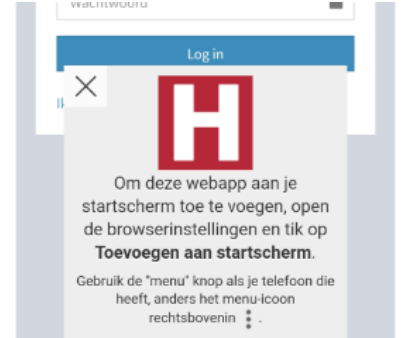 Wachtwoord
Log in
Ik
H
Om deze webapp aan je
startscherm toe te voegen, open
de browserinstellingen en tik op
Toevoegen aan startscherm.
Gebruik de "menu" knop als je telefoon die
heeft, anders het menu-icoon
rechtsbovenin .